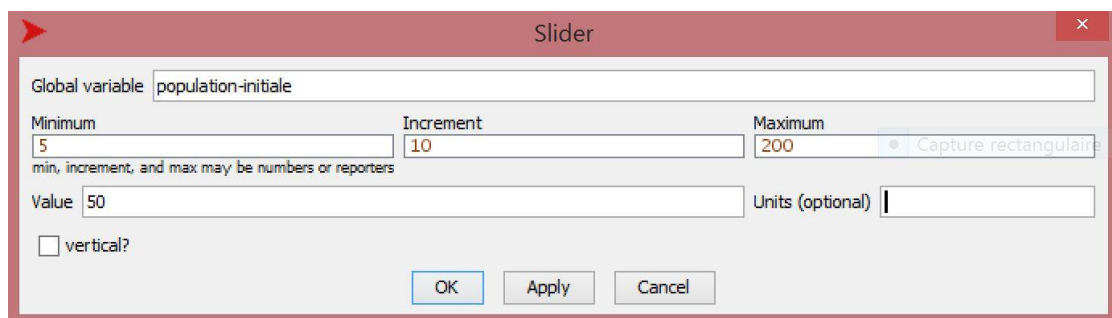 Slider
Global variable population-initiale
Minimum Increment Maximum
5 10 200 Capture rectangulaire
min, increment, and max may be numbers or reporters
Value 50 Units (optional)
vertical?
OK Apply Cancel